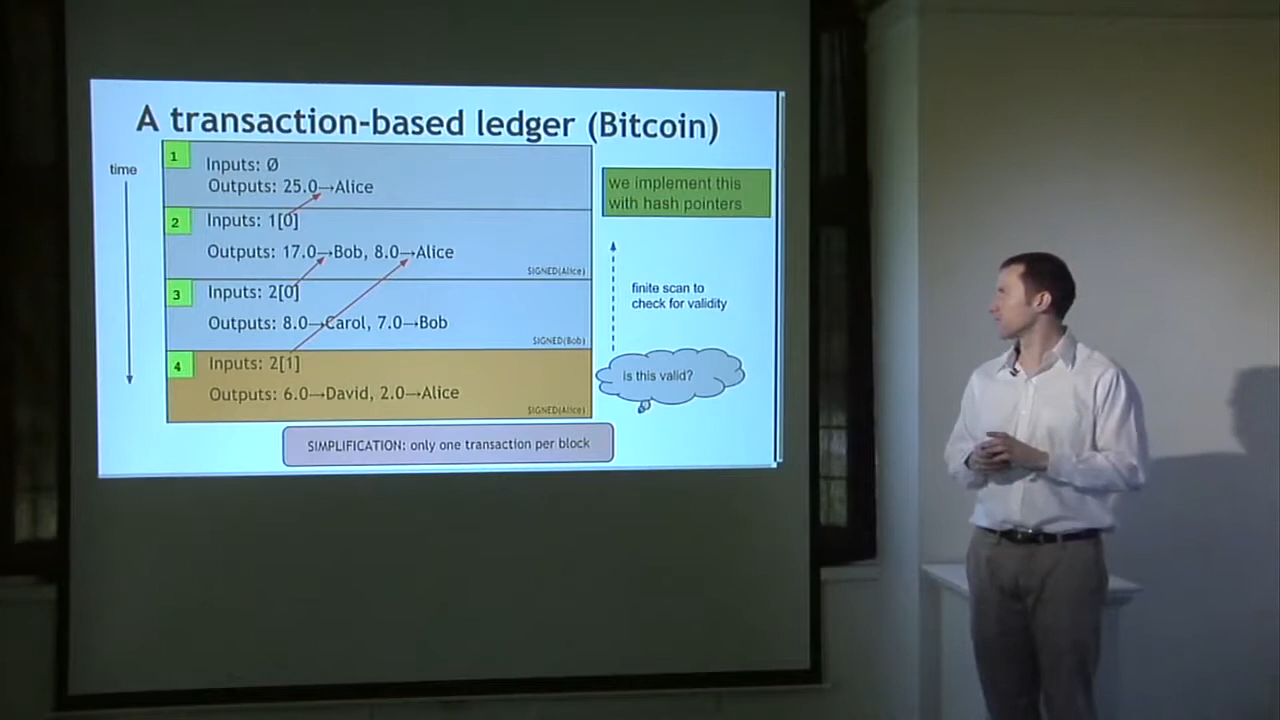 A transaction-based ledger (Bitcoin)
time
1
Inputs: Ø
Outputs: 25.0→Alice
2
Inputs: 1[0]
Outputs: 17.0→Bob, 8.0→Alice
SIGNED(Alice)
3
Inputs: 2[0]
Outputs: 8.0→Carol, 7.0→Bob
SIGNED(Bob)
4
Inputs: 2[1]
Outputs: 6.0→David, 2.0→Alice
SIGNED(Alice)
we implement this
with hash pointers
finite scan to
check for validity
is this valid?
SIMPLIFICATION: only one transaction per block